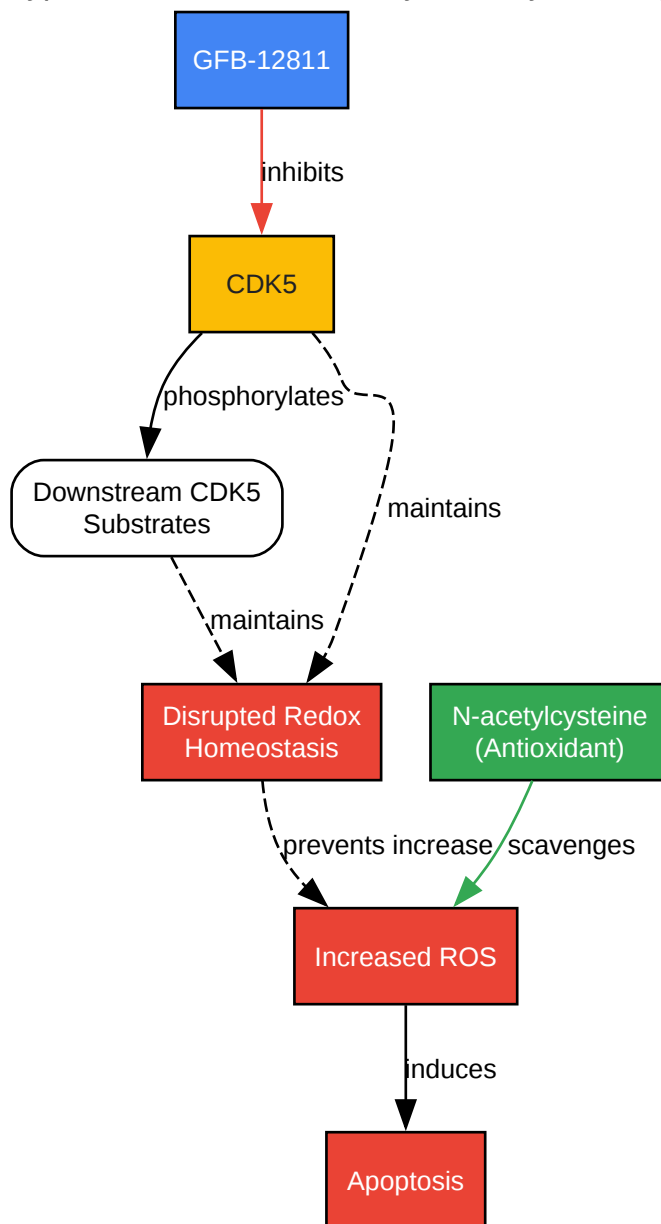 GFB-12811
inhibits
CDK5
phosphorylates
Downstream CDK5
Substrates
maintains
maintains
Disrupted Redox
Homeostasis
N-acetylcysteine
(Antioxidant)
prevents increase
scavenges
Increased ROS
induces
Apoptosis